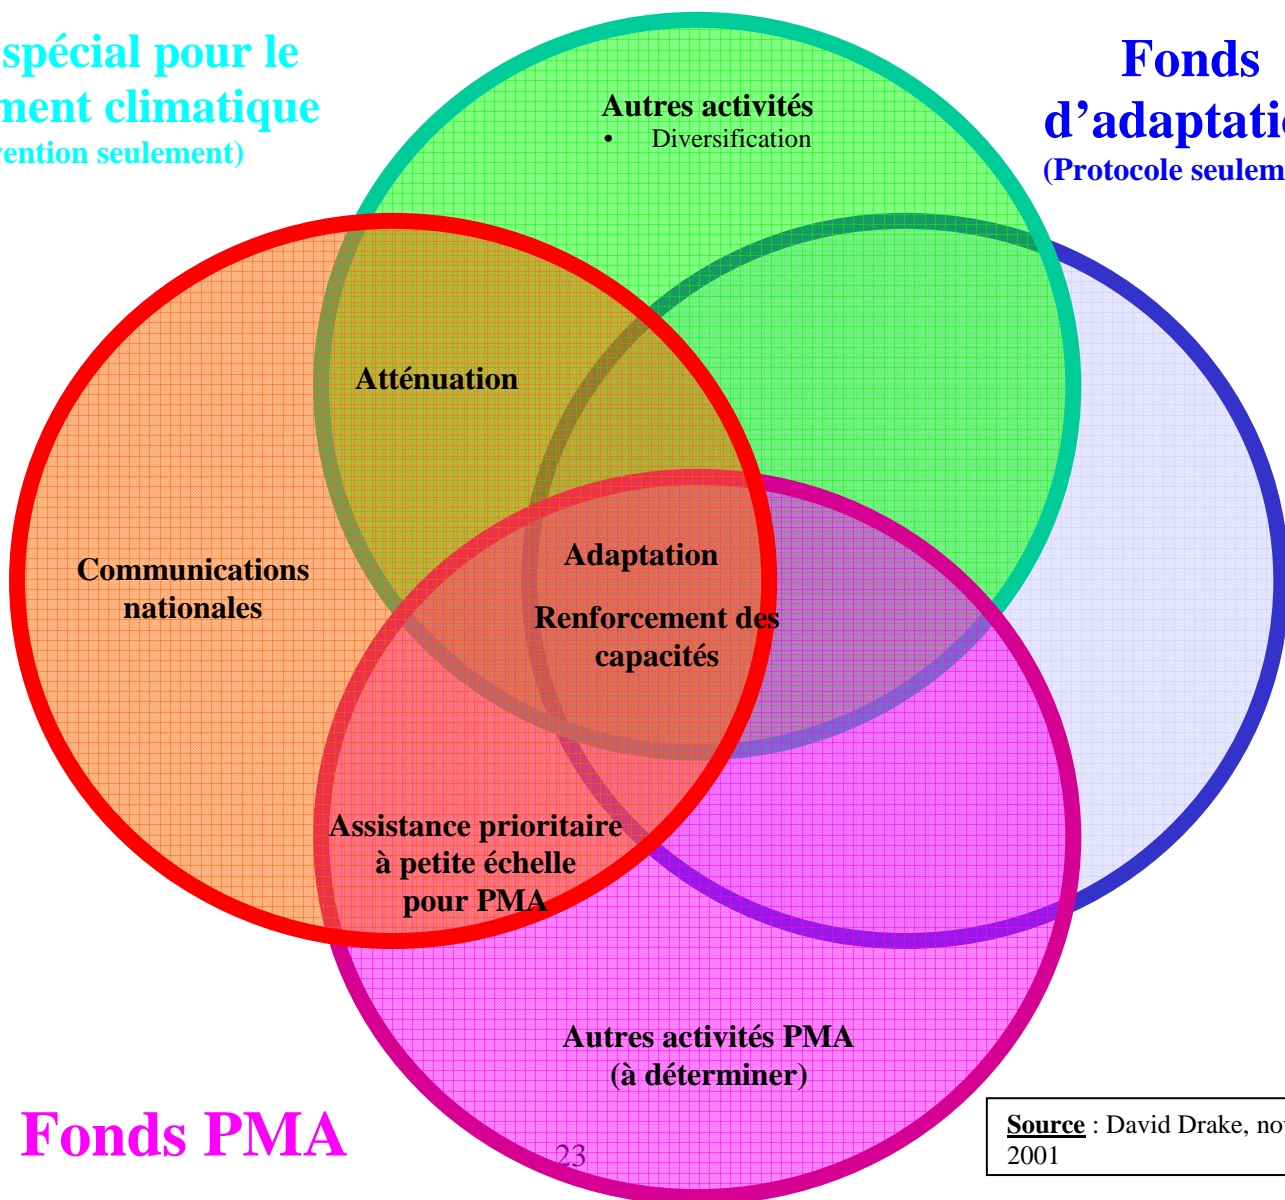 spécial pour le
ment climatique
vention seulement)
Fonds
d'adaptati
(Protocole seulem
Autres activités
• Diversification
Atténuation
Communications
nationales
Adaptation
Renforcement des
capacités
Assistance prioritaire
à petite échelle
pour PMA
Autres activités PMA
(à déterminer)
Fonds PMA
23
Source : David Drake, no
2001